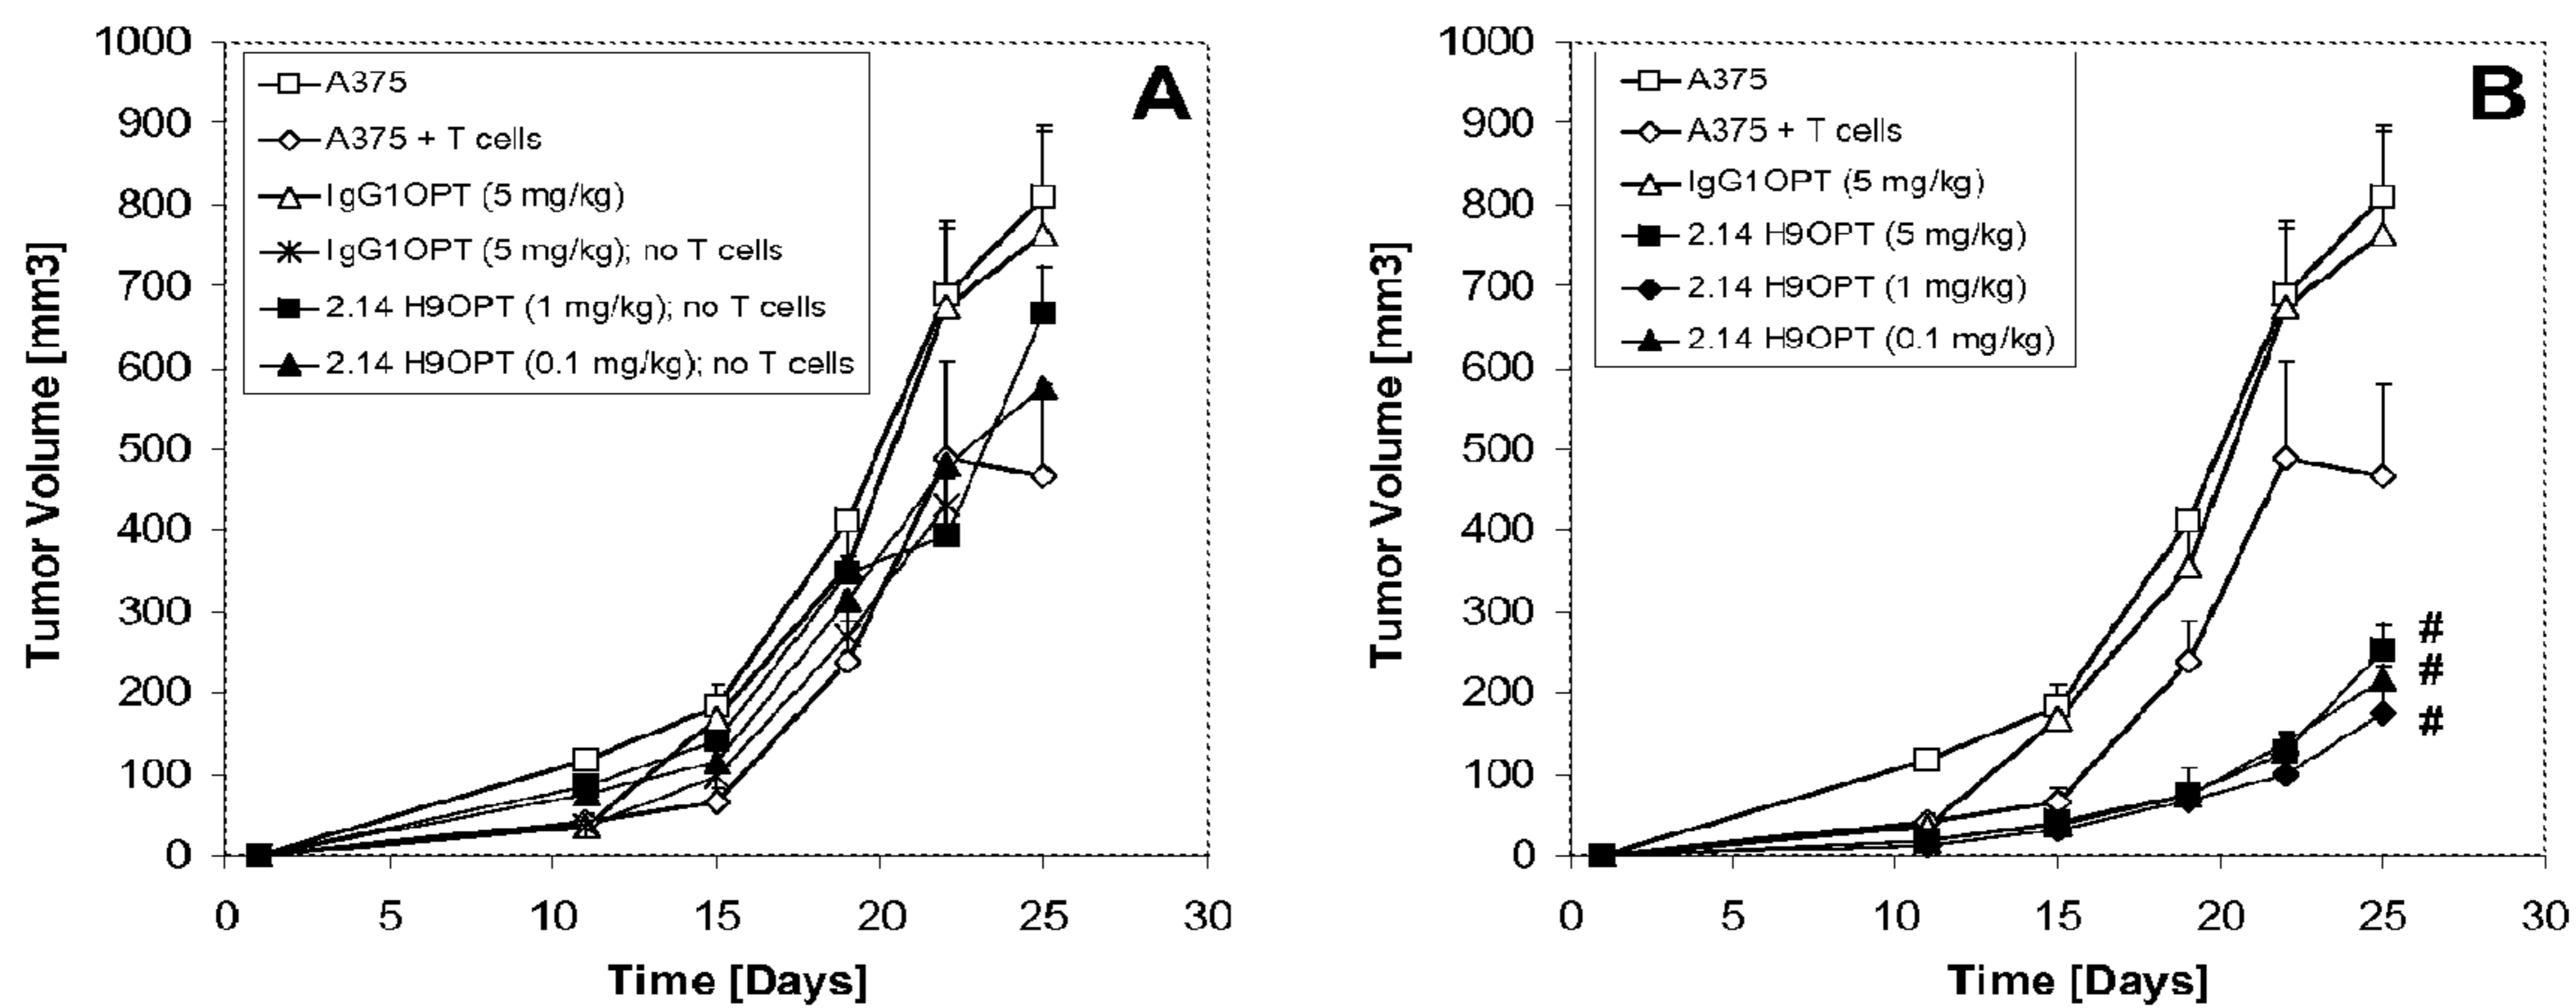 A
1000
900
800
700
600
500
400
300
200
100
0
Tumor Volume [mm3]
A375
A375 + T cells
IgG1OPT (5 mg/kg)
IgG1OPT (5 mg/kg); no T cells
2.14 H9OPT (1 mg/kg); no T cells
2.14 H9OPT (0.1 mg/kg); no T cells
0 5 10 15 20 25 30
Time [Days]
B
1000
900
800
700
600
500
400
300
200
100
0
Tumor Volume [mm3]
A375
A375 + T cells
IgG1OPT (5 mg/kg)
2.14 H9OPT (5 mg/kg)
2.14 H9OPT (1 mg/kg)
2.14 H9OPT (0.1 mg/kg)
#
#
#
0 5 10 15 20 25 30
Time [Days]